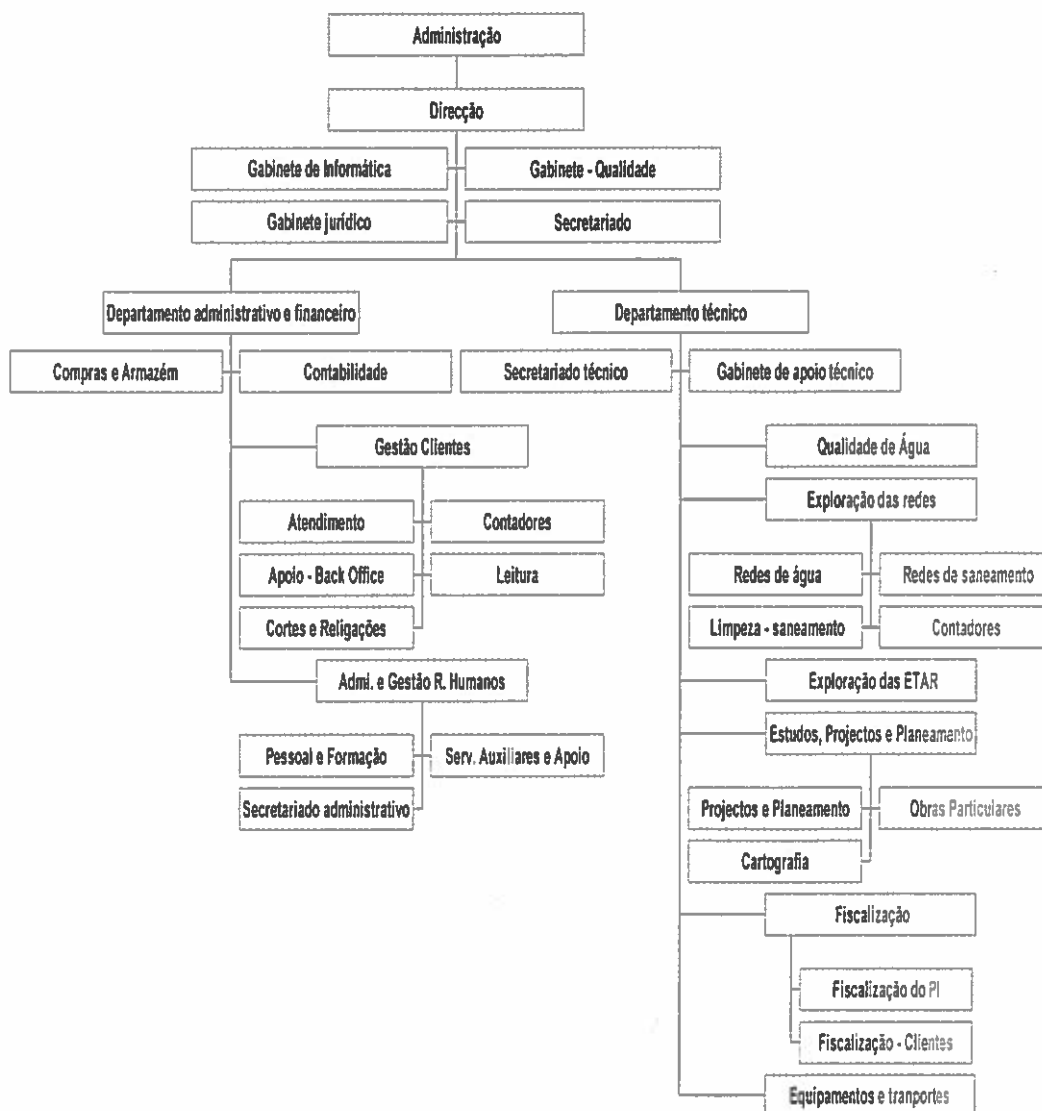 Administração
Direcção
Gabinete de Informática
Gabinete - Qualidade
Gabinete jurídico
Secretariado
Departamento administrativo e financeiro
Departamento técnico
Compras e Armazém
Contabilidade
Secretariado técnico
Gabinete de apoio técnico
Gestão Clientes
Atendimento
Contadores
Apoio - Back Office
Leitura
Cortes e Religações
Admi. e Gestão R. Humanos
Pessoal e Formação
Serv. Auxiliares e Apoio
Secretariado administrativo
Qualidade de Água
Exploração das redes
Redes de água
Redes de saneamento
Limpeza - saneamento
Contadores
Exploração das ETAR
Estudos, Projectos e Planeamento
Projectos e Planeamento
Obras Particulares
Cartografia
Fiscalização
Fiscalização do PI
Fiscalização - Clientes
Equipamentos e tranportes